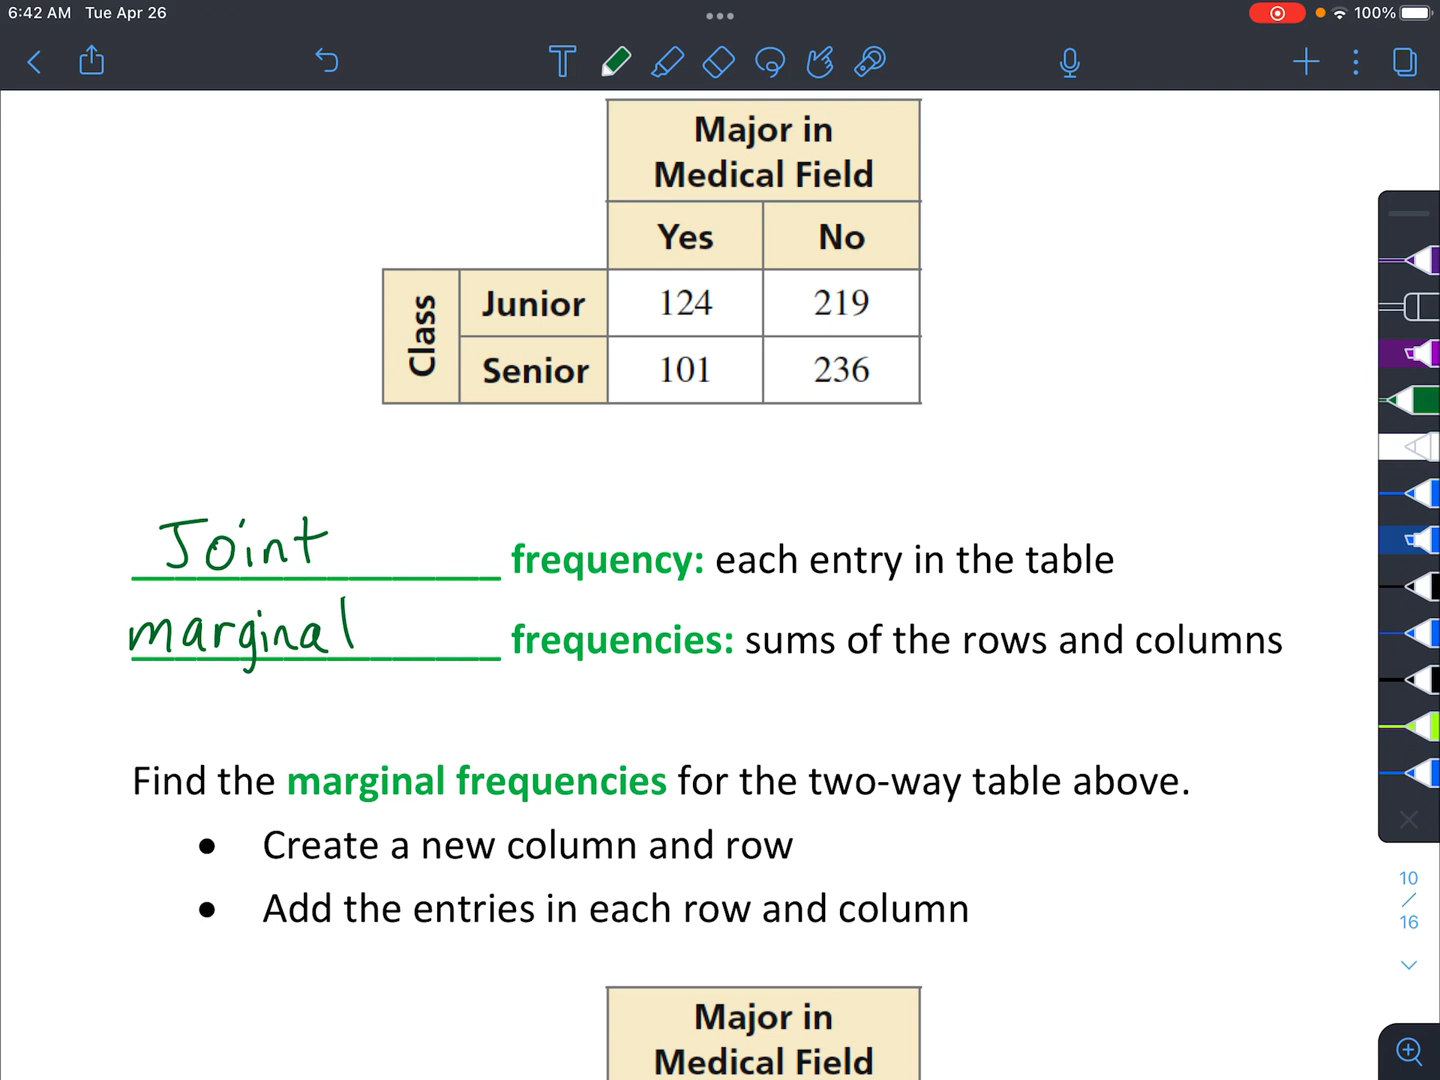 6:42 AM Tue Apr 26
100%
Major in
Medical Field
Yes No
Class
Junior 124 219
Senior 101 236
Joint frequency: each entry in the table
marginal frequencies: sums of the rows and columns
Find the marginal frequencies for the two-way table above.
• Create a new column and row
• Add the entries in each row and column
10
/
16
Major in
Medical Field